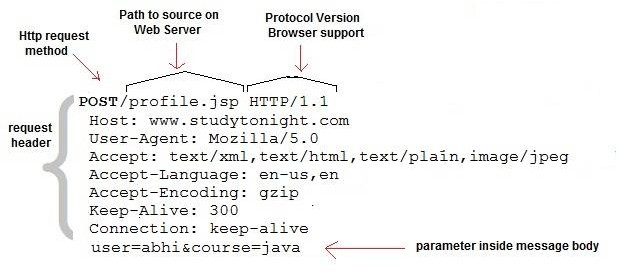 Path to source on
Web Server
Protocol Version
Browser support
Http request
method
POST/profile.jsp HTTP/1.1
request
header
Host: www.studytonight.com
User-Agent: Mozilla/5.0
Accept: text/xml,text/html,text/plain,image/jpeg
Accept-Language: en-us,en
Accept-Encoding: gzip
Keep-Alive: 300
Connection: keep-alive
user=abhi&course=java
parameter inside message body